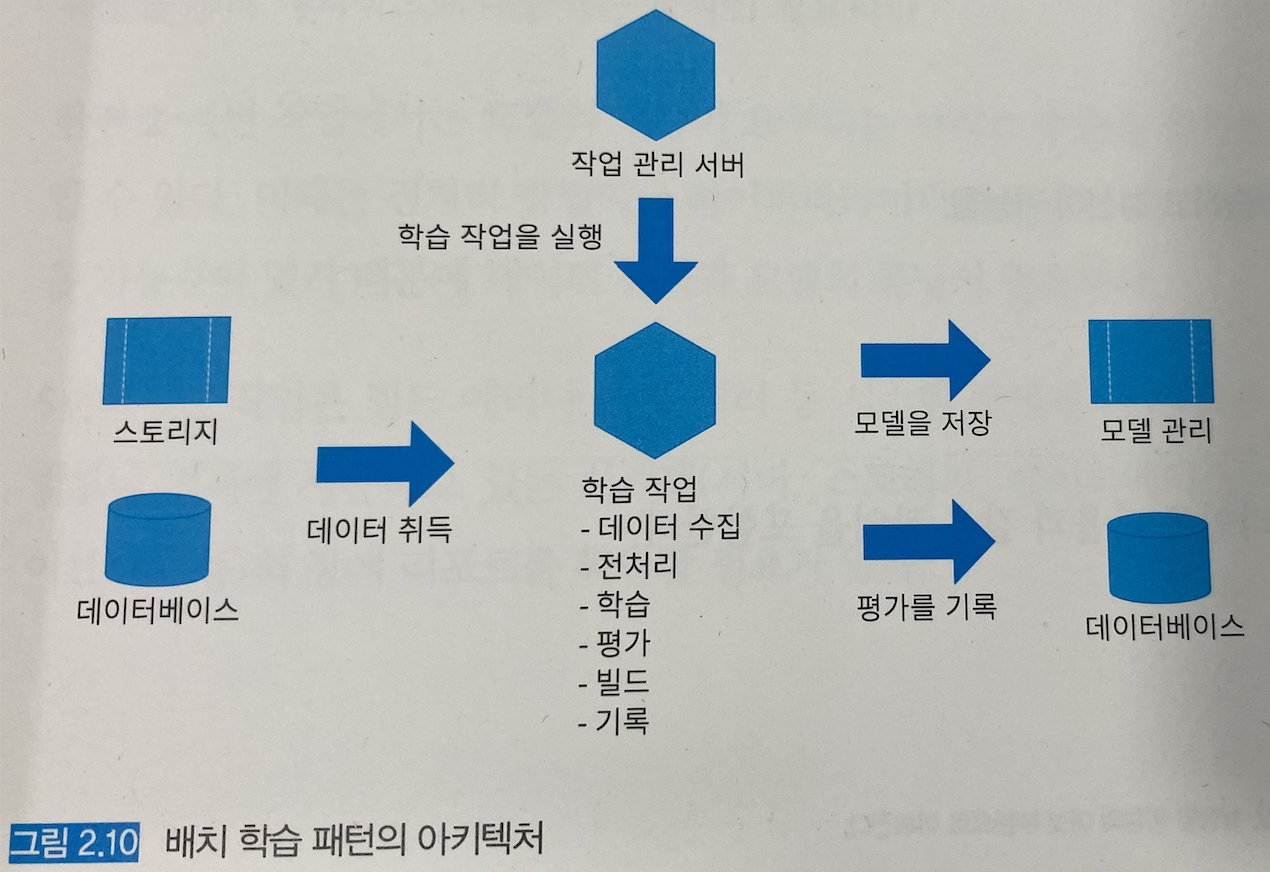 작업 관리 서버
학습 작업을 실행
스토리지
데이터베이스
데이터 취득
학습 작업
- 데이터 수집
- 전처리
- 학습
- 평가
- 빌드
- 기록
모델을 저장
평가를 기록
모델 관리
데이터베이스
그림 2.10 배치 학습 패턴의 아키텍처